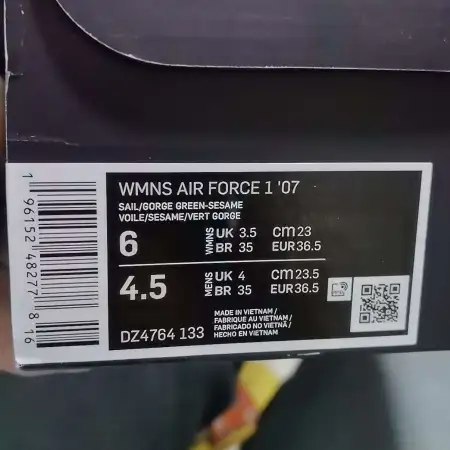 WMNS AIR FORCE 1 '07
SAIL/GORGE GREEN-SESAME
VOILE/SESAME/VERT GORGE
6 WMNS UK 3.5 CM 23
BR 35 EUR 36.5
4.5 MENS UK 4 CM 23.5
BR 35 EUR 36.5
MADE IN VIETNAM /
FABRIQUE AU VIETNAM /
FABRICADO NO VIETNÃ /
HECHO EN VIETNAM
DZ4764 133
1 96152 48277 8 16